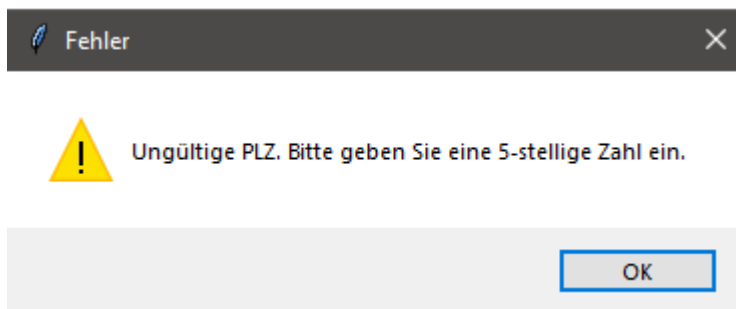 Fehler
Ungültige PLZ. Bitte geben Sie eine 5-stellige Zahl ein.
OK